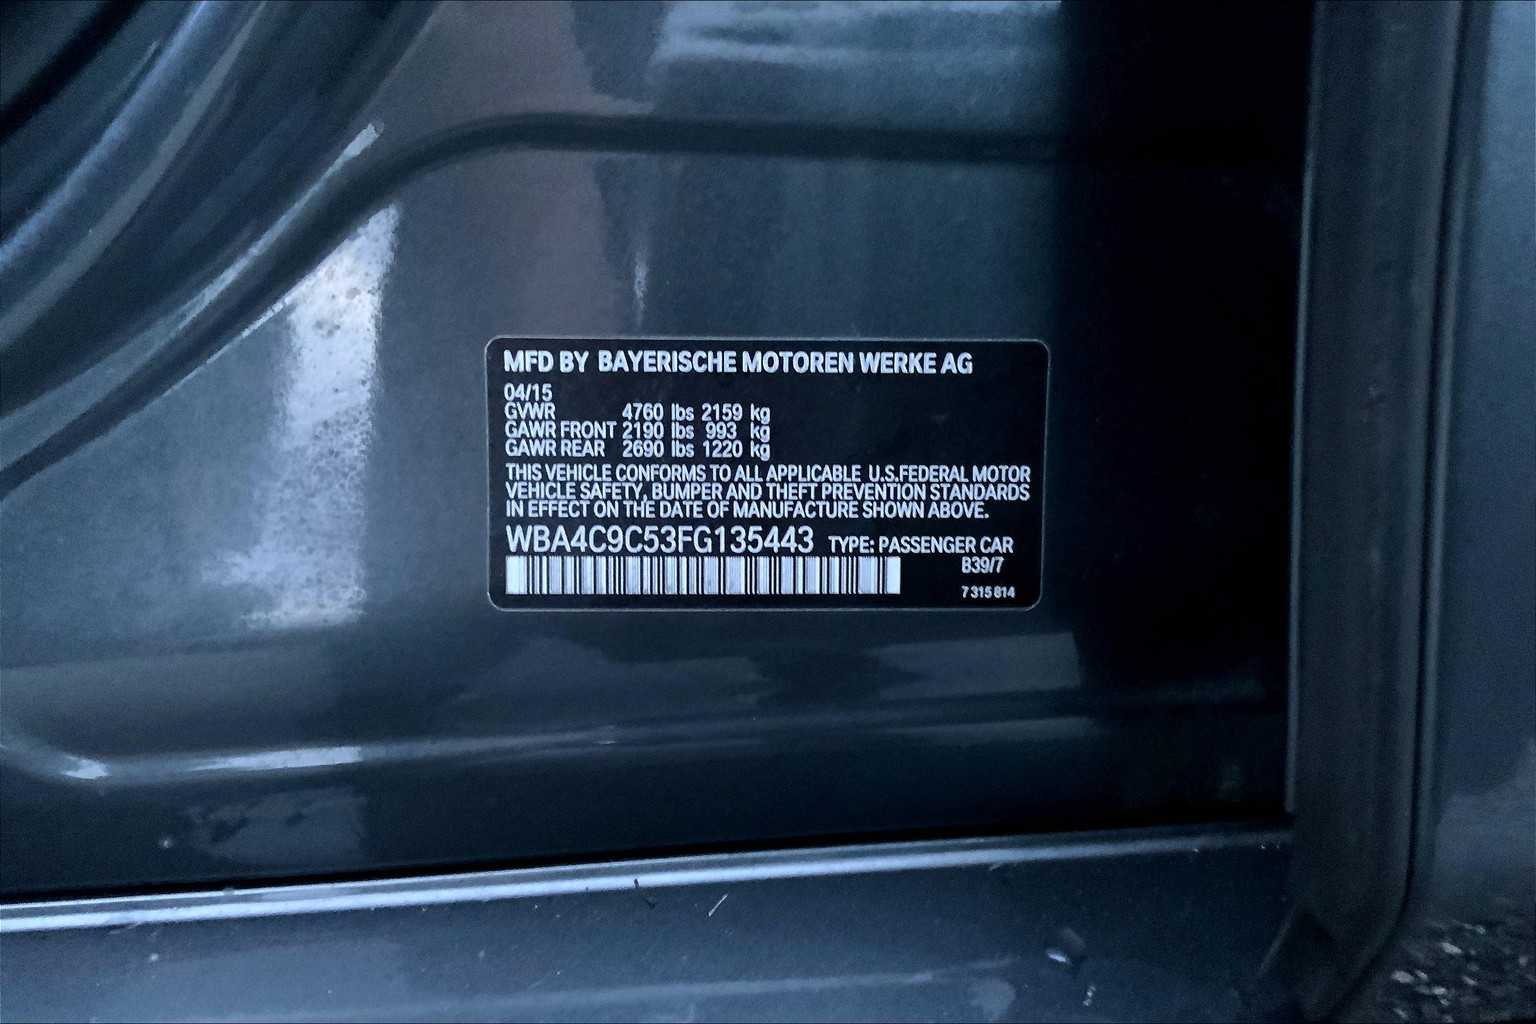 MFD BY BAYERISCHE MOTOREN WERKE AG
04/15
GVWR 4760 lbs 2159 kg
GAWR FRONT 2190 lbs 993 kg
GAWR REAR 2690 lbs 1220 kg
THIS VEHICLE CONFORMS TO ALL APPLICABLE U.S.FEDERAL MOTOR
VEHICLE SAFETY, BUMPER AND THEFT PREVENTION STANDARDS
IN EFFECT ON THE DATE OF MANUFACTURE SHOWN ABOVE.
WBA4C9C53FG135443 TYPE: PASSENGER CAR
B39/7
7 315 814